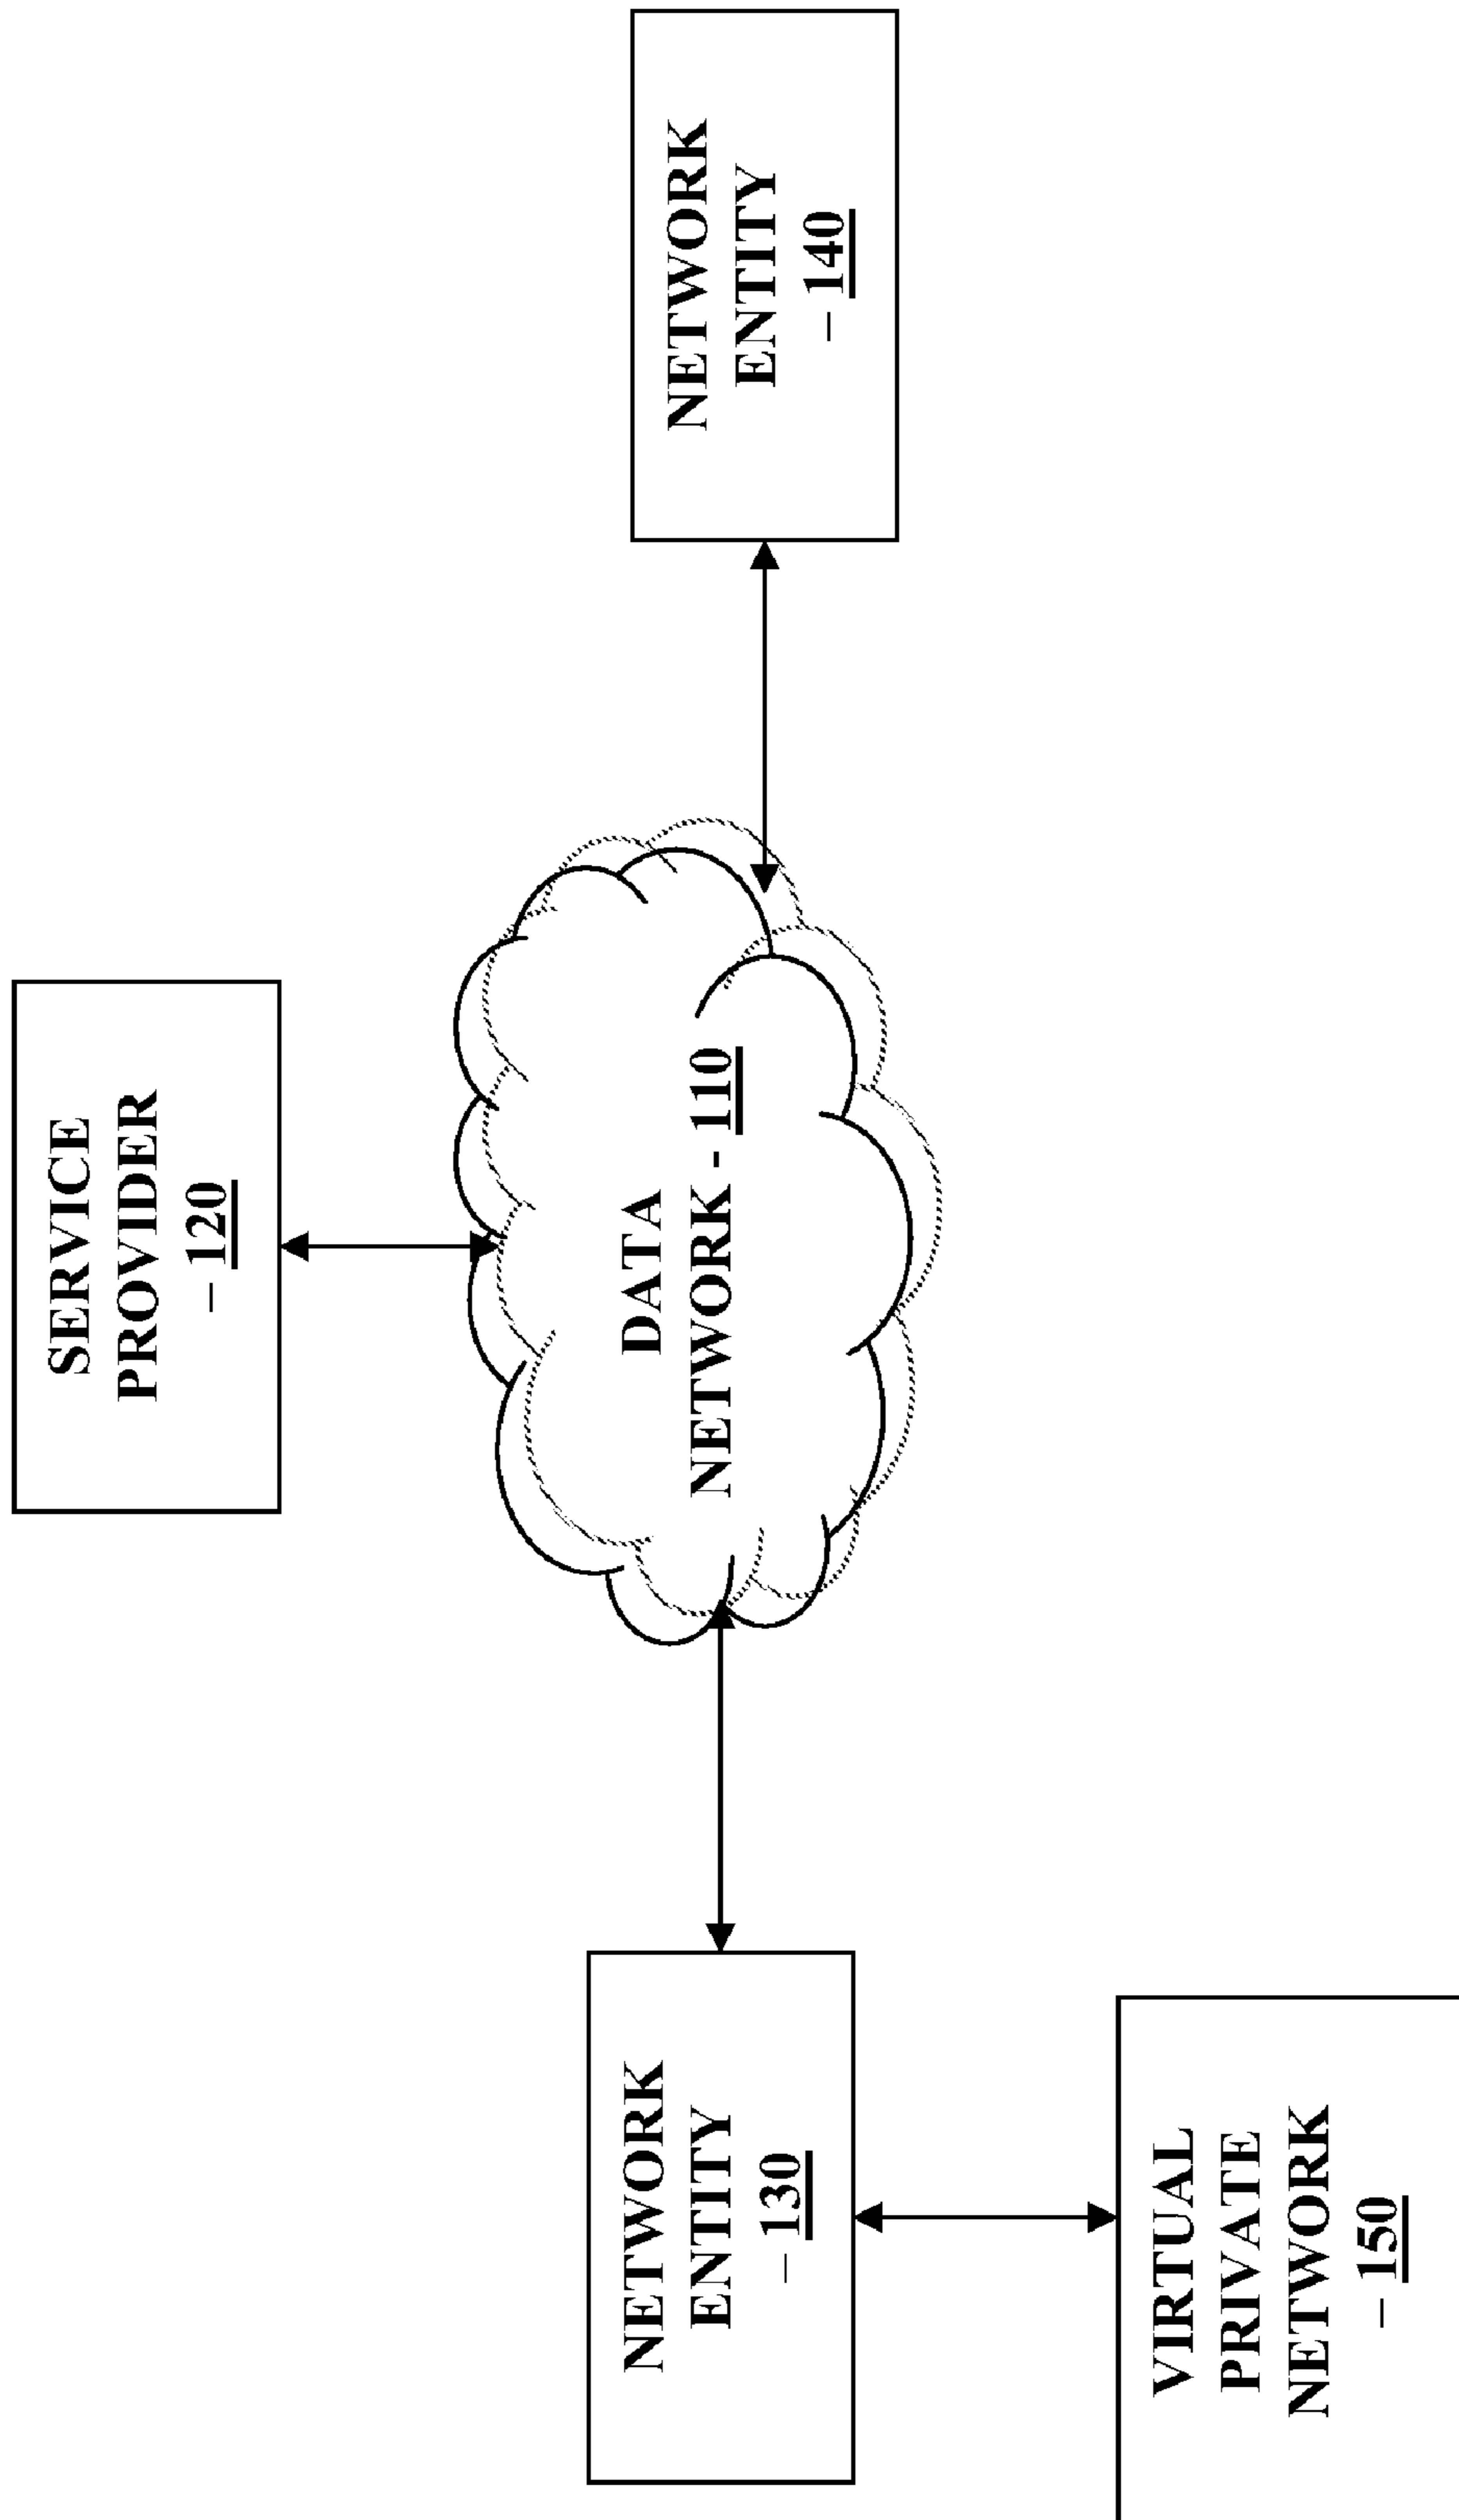 SERVICE
PROVIDER
– 120
NETWORK
ENTITY
– 130
DATA
NETWORK - 110
NETWORK
ENTITY
– 140
VIRTUAL
PRIVATE
NETWORK
– 150